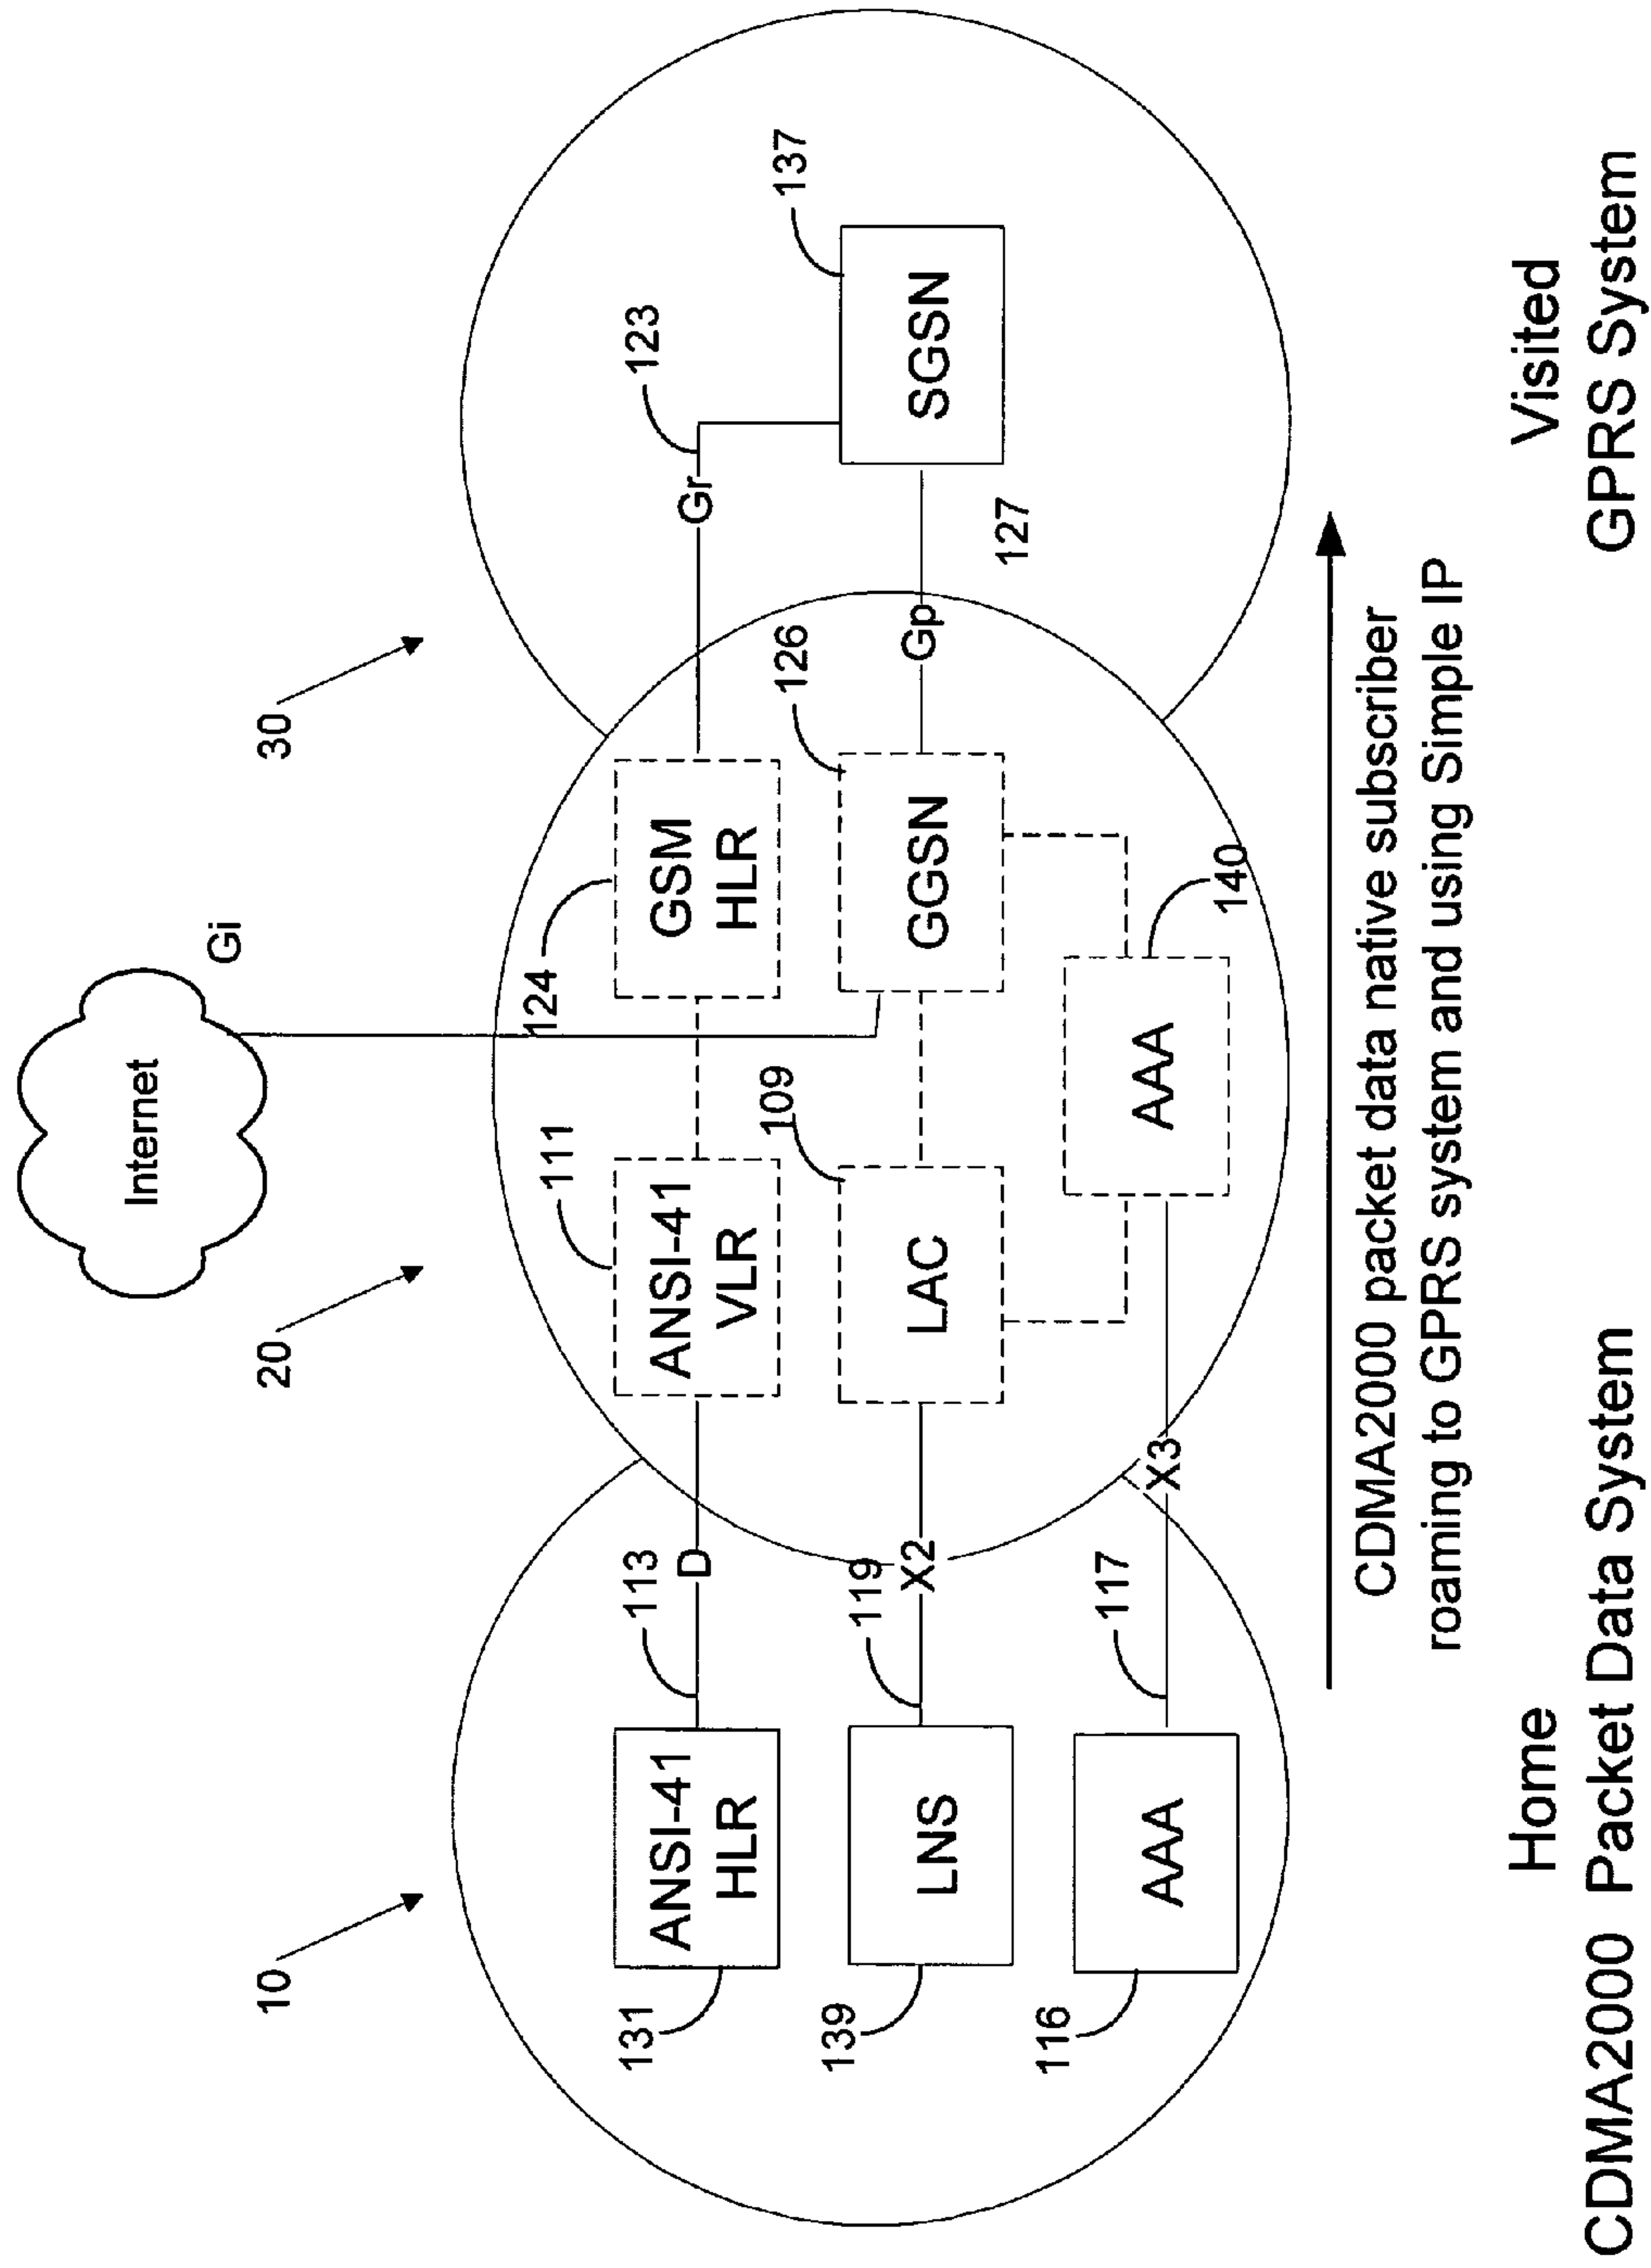 Internet
Gi
10
20
30
131
ANSI-41
HLR
113
D
111
ANSI-41
VLR
124
GSM
HLR
Gr
123
139
LNS
119
X2
109
LAC
126
GGSN
Gp
127
137
SGSN
116
AAA
117
X3
AAA
140
CDMA2000 packet data native subscriber
roaming to GPRS system and using Simple IP
Home
CDMA2000 Packet Data System
Visited
GPRS System